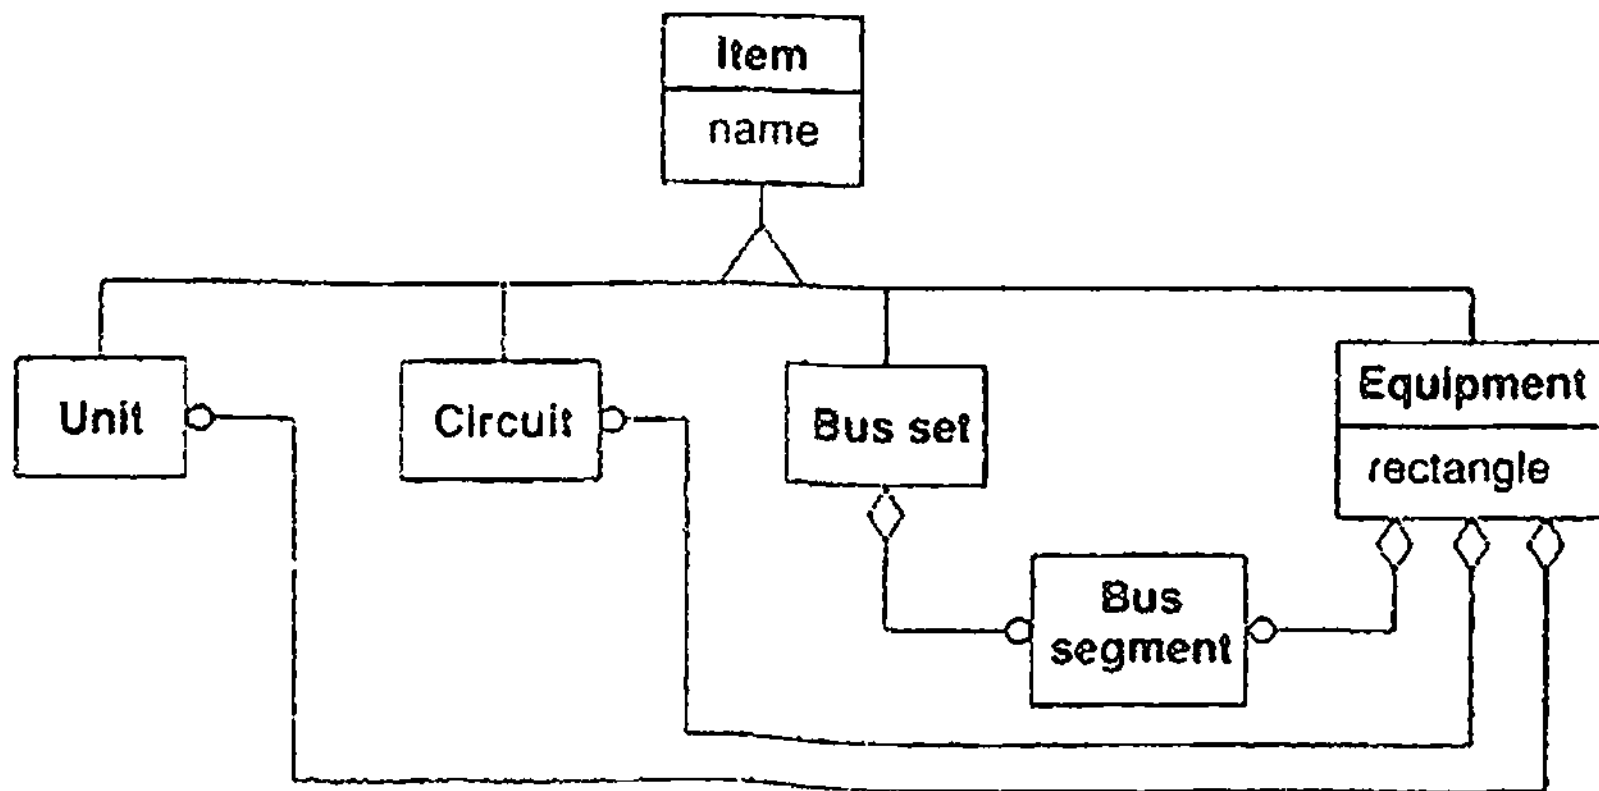 Item
name
Unit
Circuit
Bus set
Equipment
rectangle
Bus
segment